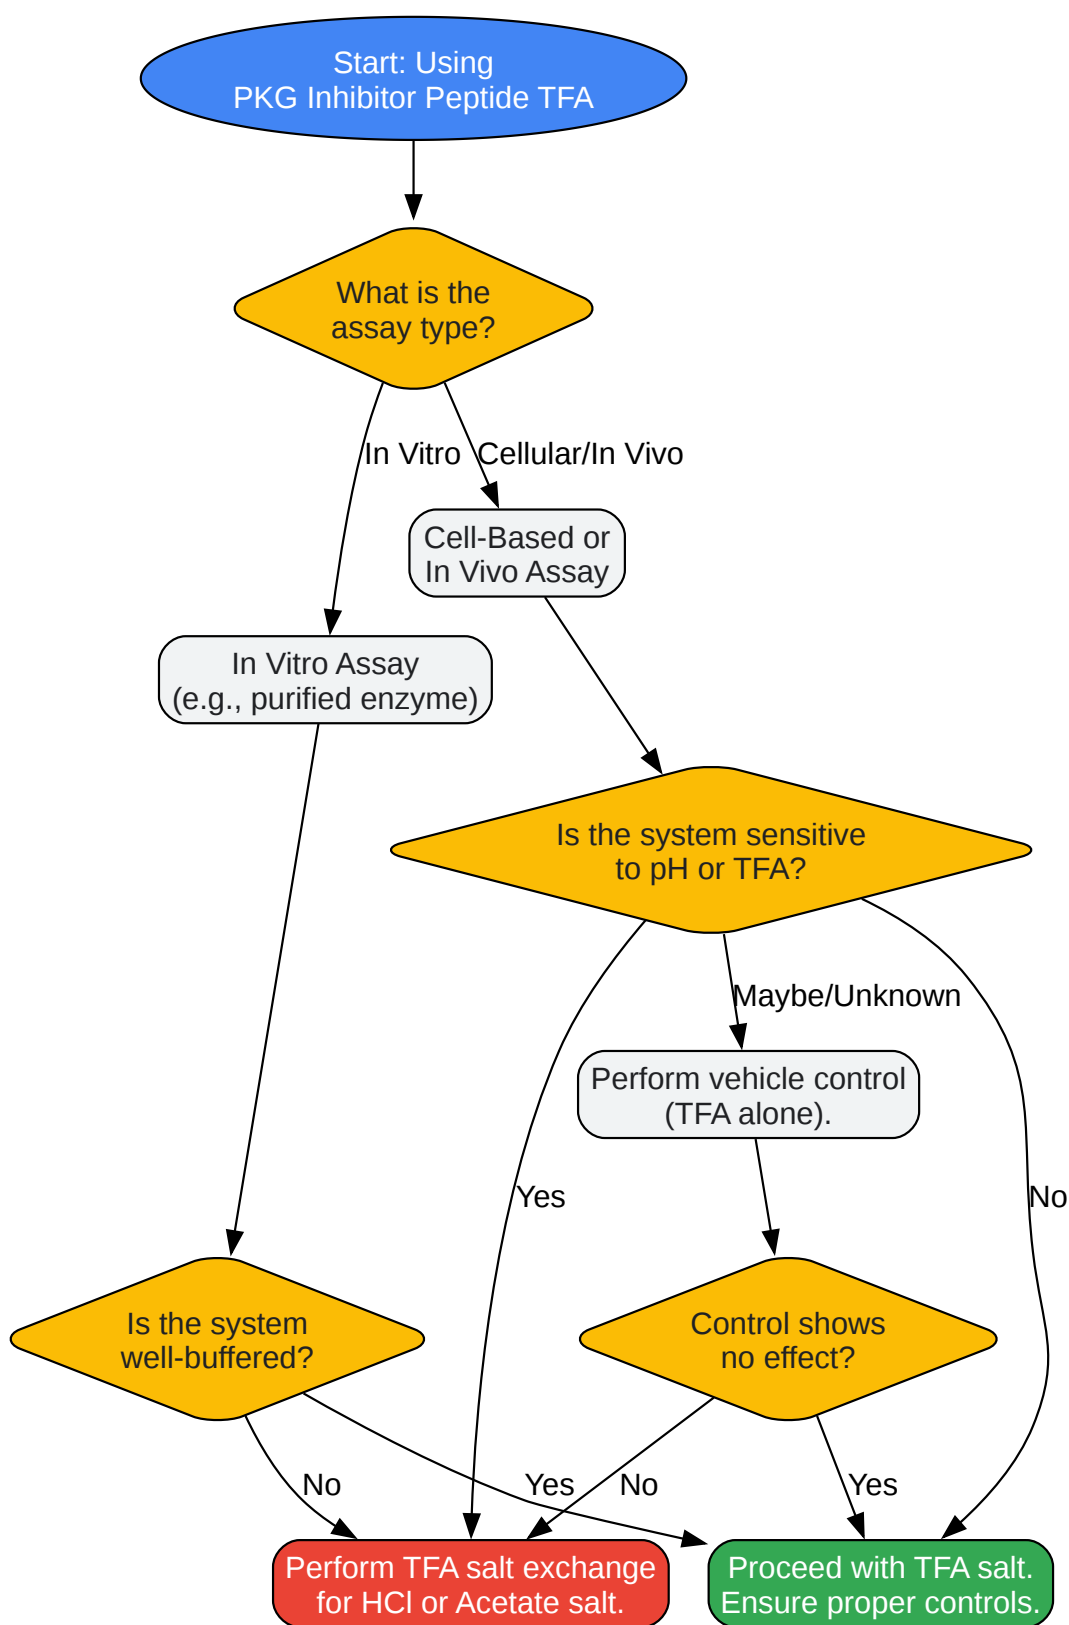 Start: Using
PKG Inhibitor Peptide TFA
What is the
assay type?
In Vitro
Cellular/In Vivo
Cell-Based or
In Vivo Assay
In Vitro Assay
(e.g., purified enzyme)
Is the system sensitive
to pH or TFA?
Maybe/Unknown
Perform vehicle control
(TFA alone).
Yes
No
Is the system
well-buffered?
Control shows
no effect?
No
Yes
No
Yes
Perform TFA salt exchange
for HCl or Acetate salt.
Proceed with TFA salt.
Ensure proper controls.